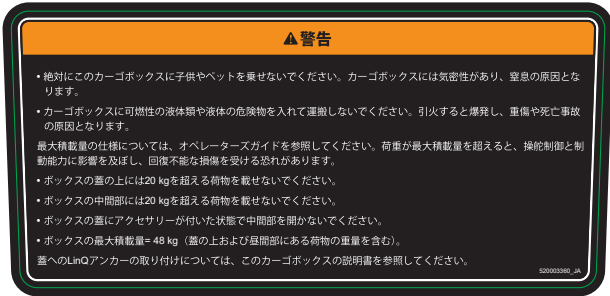 ⚠警告
• 絶対にこのカーゴボックスに子供やペットを乗せないでください。カーゴボックスには気密性があり、窒息の原因とな
ります。
• カーゴボックスに可燃性の液体類や液体の危険物を入れて運搬しないでください。引火すると爆発し、重傷や死亡事故
の原因となります。
最大積載量の仕様については、オペレーターズガイドを参照してください。荷重が最大積載量を超えると、操舵制御と制
動能力に影響を及ぼし、回復不能な損傷を受ける恐れがあります。
• ボックスの蓋の上には20 kgを超える荷物を載せないでください。
• ボックスの中間部には20 kgを超える荷物を載せないでください。
• ボックスの蓋にアクセサリーが付いた状態で中間部を開かないでください。
• ボックスの最大積載量= 48 kg（蓋の上および昼間部にある荷物の重量を含む）。
蓋へのLinQアンカーの取り付けについては、このカーゴボックスの説明書を参照してください。
520003360_JA